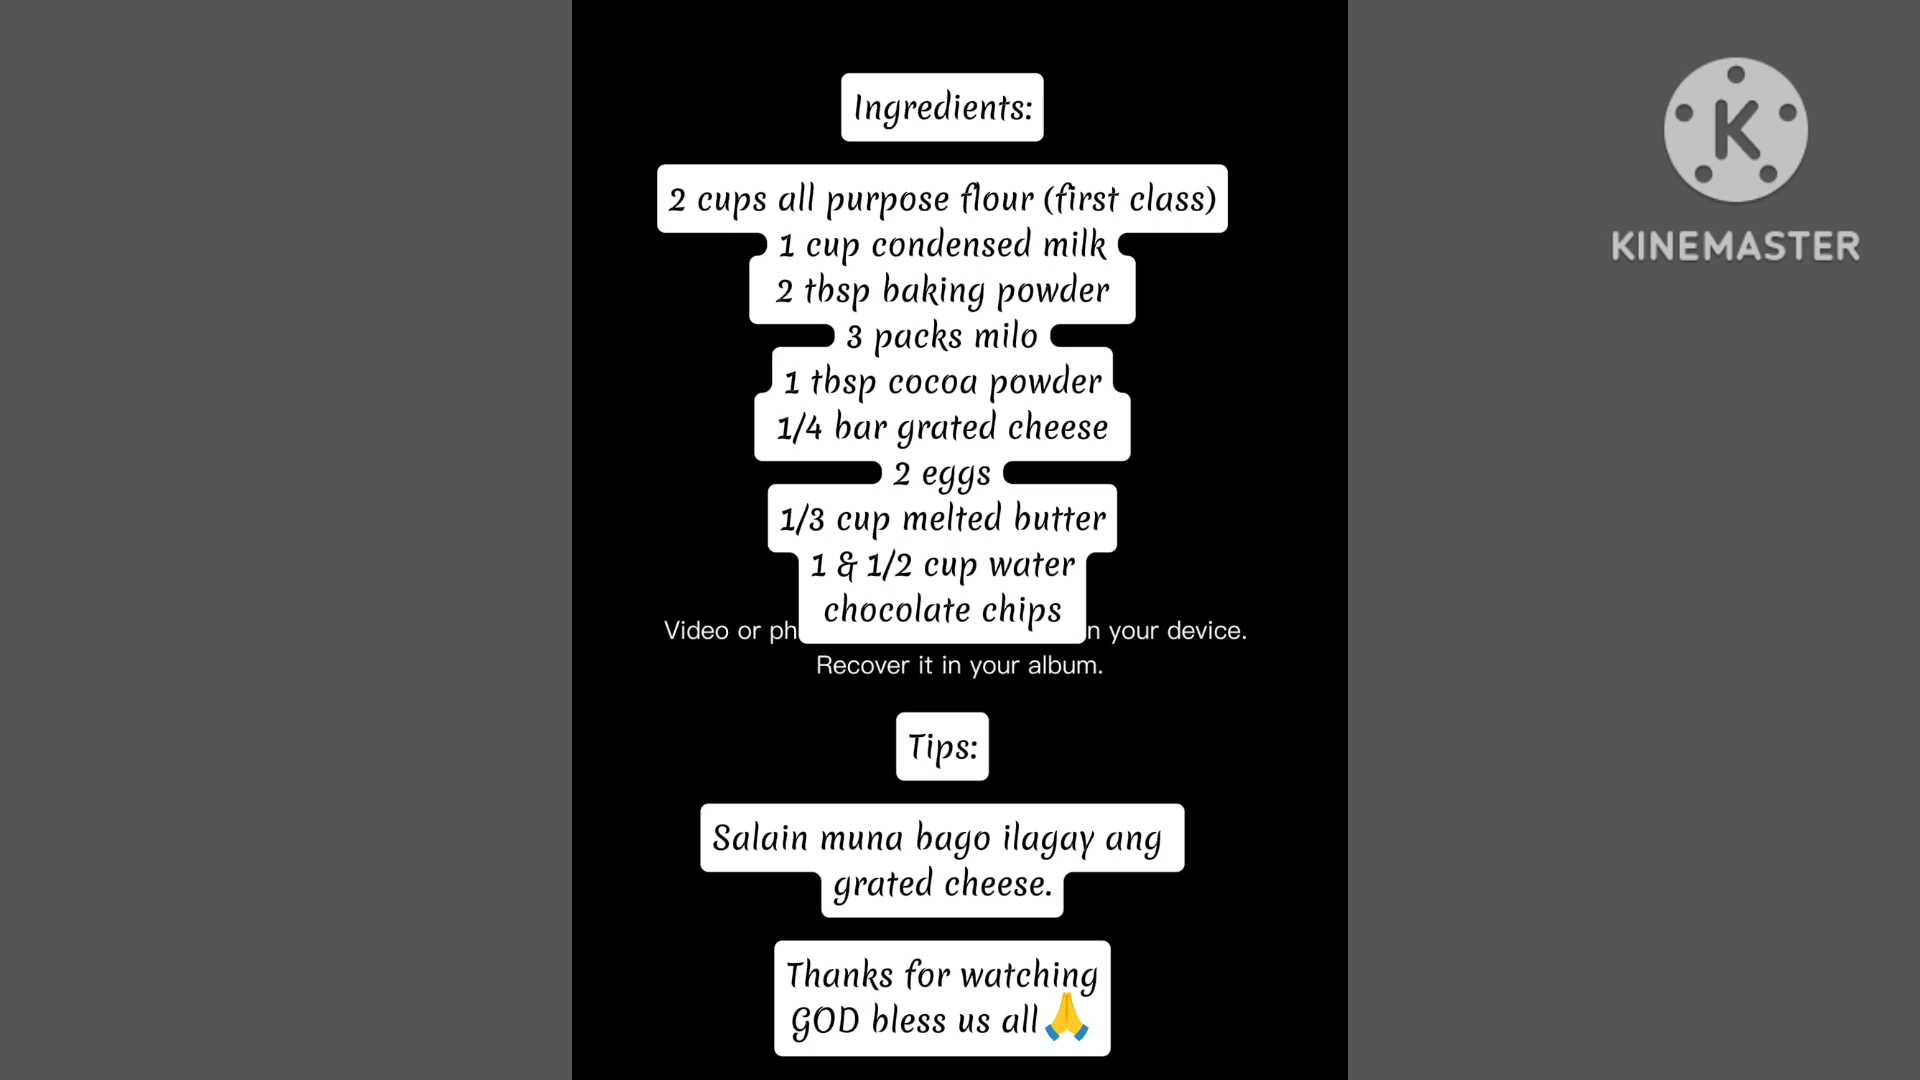 Ingredients:
2 cups all purpose flour (first class)
1 cup condensed milk
2 tbsp baking powder
3 packs milo
1 tbsp cocoa powder
1/4 bar grated cheese
2 eggs
1/3 cup melted butter
1 & 1/2 cup water
chocolate chips
Video or ph n your device.
Recover it in your album.
Tips:
Salain muna bago ilagay ang
grated cheese.
Thanks for watching
GOD bless us all🙏
K
KINEMASTER